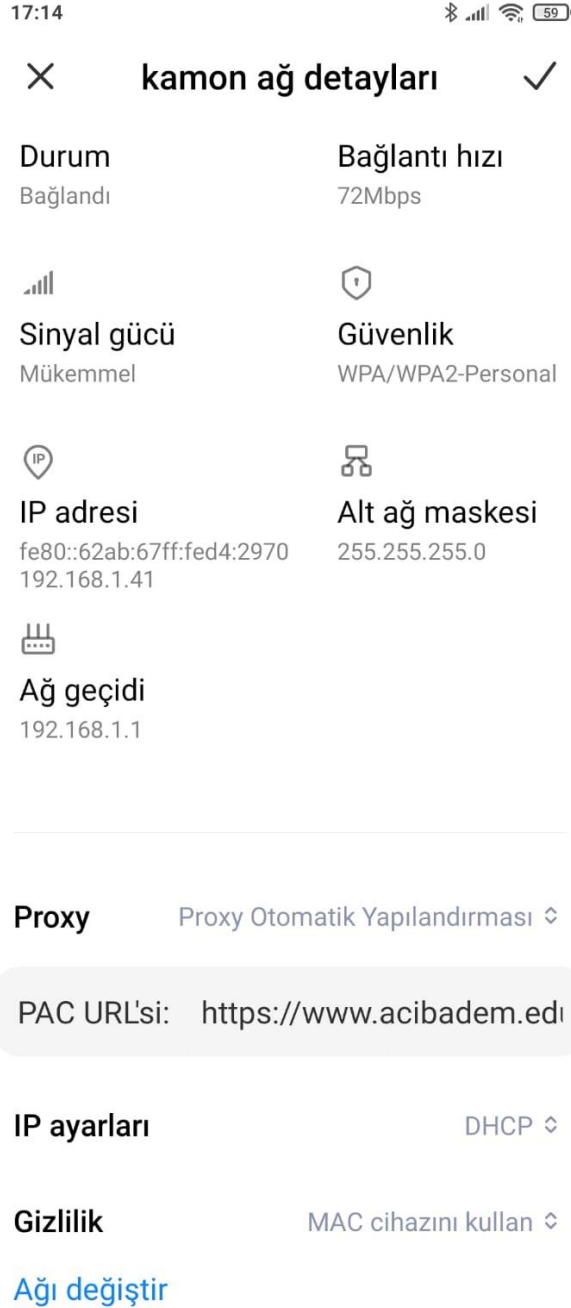 17:14
59
kamon ağ detayları
Durum
Bağlandı
Bağlantı hızı
72Mbps
Sinyal gücü
Mükemmel
Güvenlik
WPA/WPA2-Personal
IP
IP adresi
fe80::62ab:67ff:fed4:2970
192.168.1.41
Alt ağ maskesi
255.255.255.0
Ağ geçidi
192.168.1.1
Proxy Proxy Otomatik Yapılandırması
PAC URL'si: https://www.acibadem.edu
IP ayarları DHCP
Gizlilik MAC cihazını kullan
Ağı değiştir